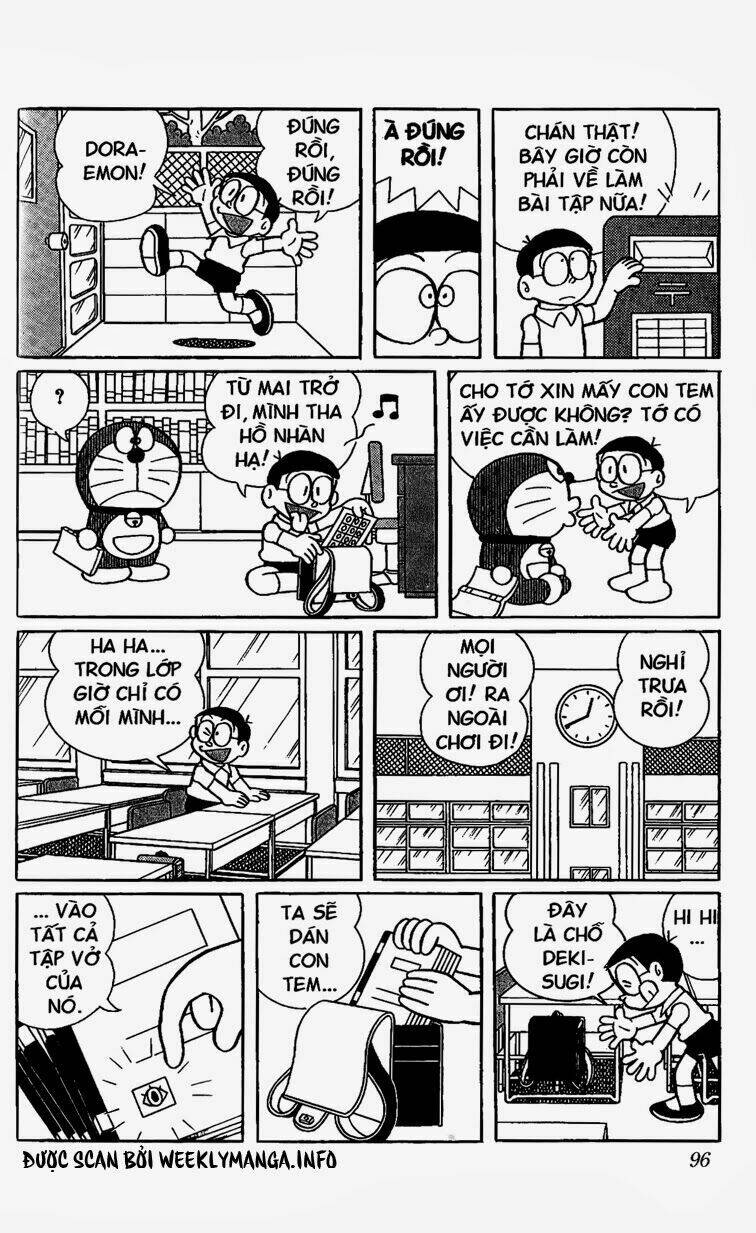 CHÁN THẬT!
BÂY GIỜ CÒN
PHẢI VỀ LÀM
BÀI TẬP NỮA!
À ĐÚNG
RỒI!
ĐÚNG
RỒI,
ĐÚNG
RỒI!
DORA-
EMON!
CHO TỚ XIN MẤY CON TEM
ẤY ĐƯỢC KHÔNG? TỚ CÓ
VIỆC CẦN LÀM!
TỪ MAI TRỞ
ĐI, MÌNH THA
HỒ NHÀN
HẠ!
?
NGHỈ
TRƯA
RỒI!
MỌI
NGƯỜI
ƠI! RA
NGOÀI
CHƠI ĐI!
HA HA...
TRONG LỚP
GIỜ CHỈ CÓ
MỐI MÌNH...
HI HI
...
ĐÂY
LÀ CHỖ
DEKI-
SUGI!
TA SẼ
DÁN
CON
TEM...
... VÀO
TẤT CẢ
TẬP VỞ
CỦA
NÓ.
ĐƯỢC SCAN BỞI WEEKLYMANGA.INFO
96